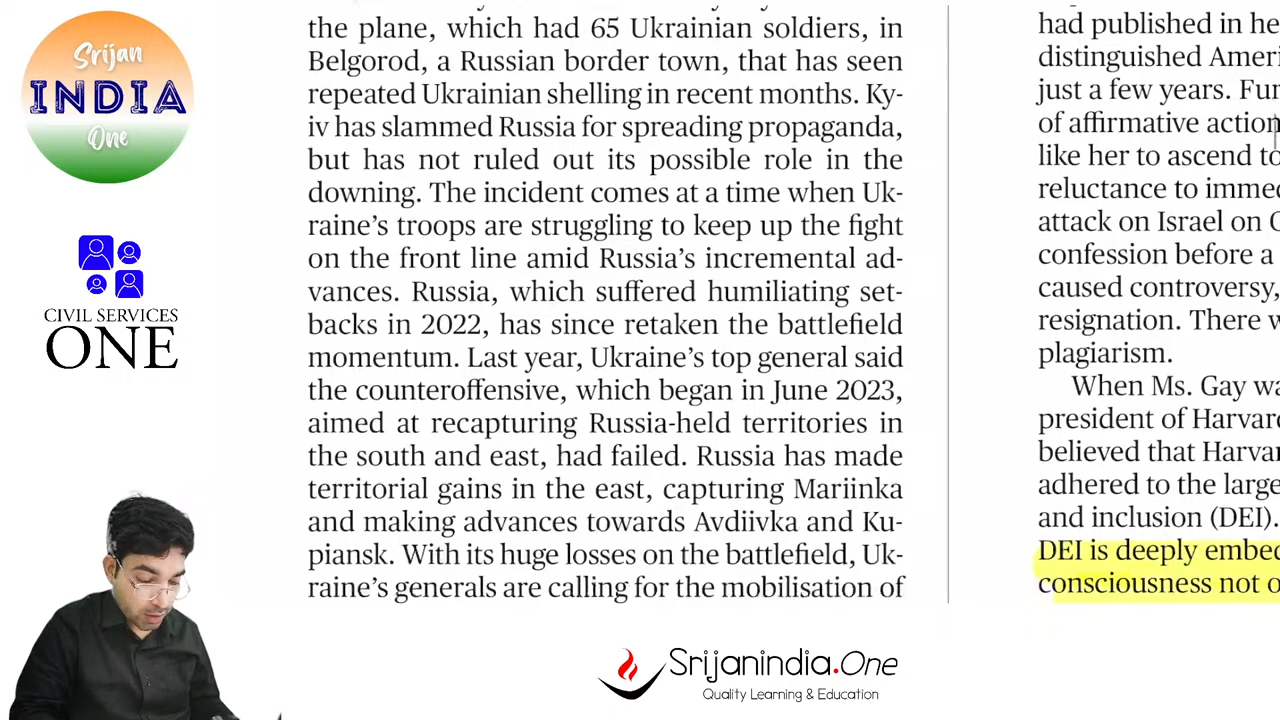 Srijan
INDIA
One
CIVIL SERVICES
ONE
the plane, which had 65 Ukrainian soldiers, in
Belgorod, a Russian border town, that has seen
repeated Ukrainian shelling in recent months. Ky-
iv has slammed Russia for spreading propaganda,
but has not ruled out its possible role in the
downing. The incident comes at a time when Uk-
raine's troops are struggling to keep up the fight
on the front line amid Russia's incremental ad-
vances. Russia, which suffered humiliating set-
backs in 2022, has since retaken the battlefield
momentum. Last year, Ukraine's top general said
the counteroffensive, which began in June 2023,
aimed at recapturing Russia-held territories in
the south and east, had failed. Russia has made
territorial gains in the east, capturing Mariinka
and making advances towards Avdiivka and Ku-
piansk. With its huge losses on the battlefield, Uk-
raine's generals are calling for the mobilisation of
had published in he
distinguished Ameri
just a few years. Fur
of affirmative action
like her to ascend to
reluctance to immed
attack on Israel on O
confession before a
caused controversy,
resignation. There w
plagiarism.
When Ms. Gay wa
president of Harvard
believed that Harvar
adhered to the large
and inclusion (DEI).
DEI is deeply embed
consciousness not o
Srijanindia.One
Quality Learning & Education